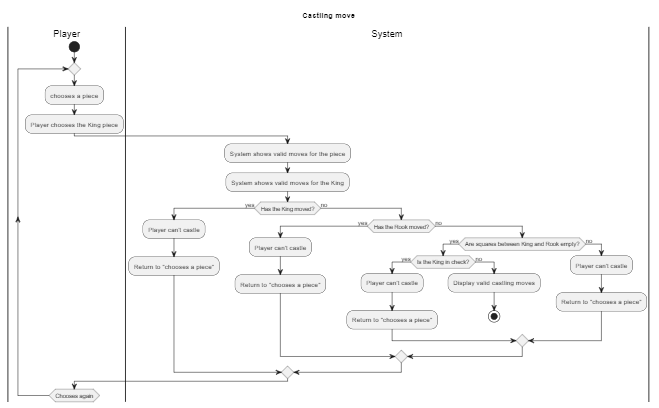 Castling move
Player
System
chooses a piece
Player chooses the King piece
System shows valid moves for the piece
System shows valid moves for the King
yes
Has the King moved?
no
Player can't castle
Return to "chooses a piece"
yes
Has the Rook moved?
no
Player can't castle
Return to "chooses a piece"
yes
Are squares between King and Rook empty?
no
yes
Is the King in check?
no
Player can't castle
Return to "chooses a piece"
Display valid castling moves
Player can't castle
Return to "chooses a piece"
Chooses again